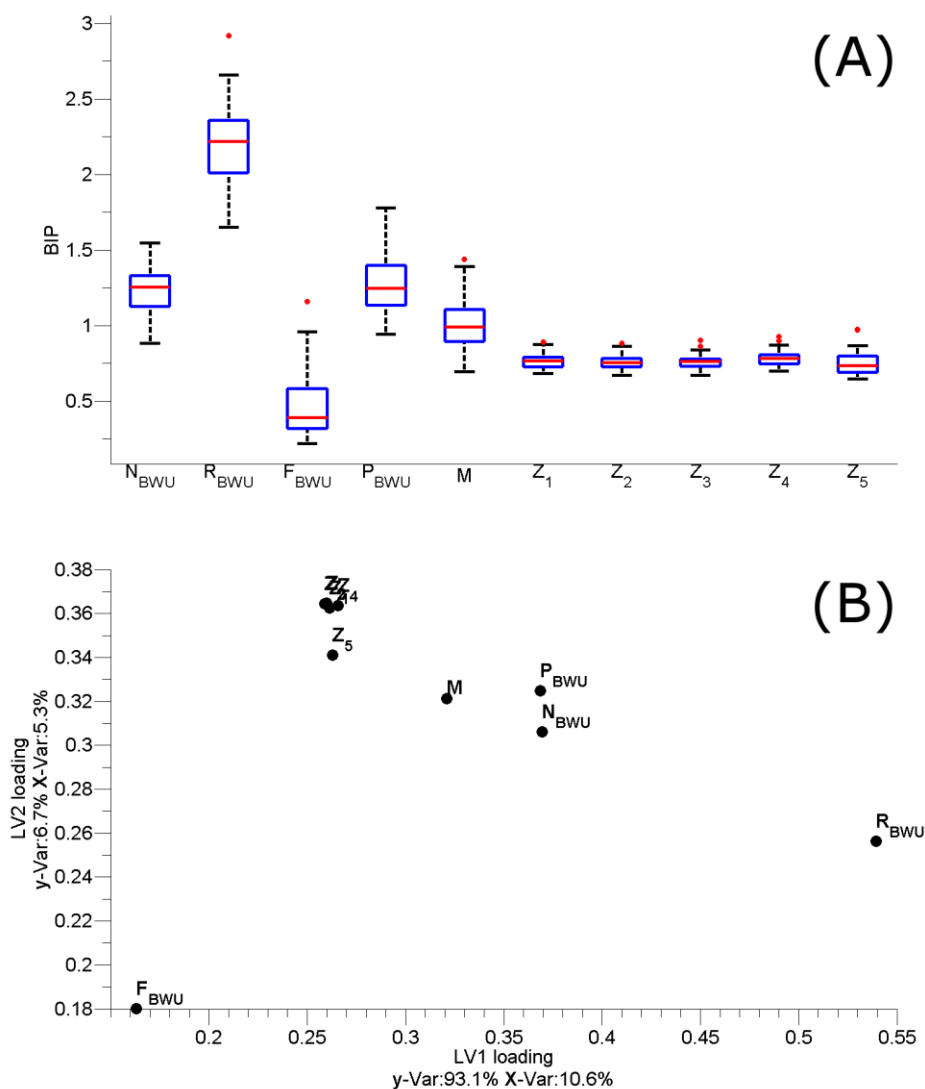 (A)
3
2.5
2
1.5
1
0.5
BIP
N_BWU R_BWU F_BWU P_BWU M Z_1 Z_2 Z_3 Z_4 Z_5
(B)
0.38
0.36
0.34
0.32
0.3
0.28
0.26
0.24
0.22
0.2
0.18
LV2 loading
y-Var:6.7% X-Var:5.3%
Z Z
Z_5
M
P_BWU
N_BWU
R_BWU
F_BWU
0.2 0.25 0.3 0.35 0.4 0.45 0.5 0.55
LV1 loading
y-Var:93.1% X-Var:10.6%